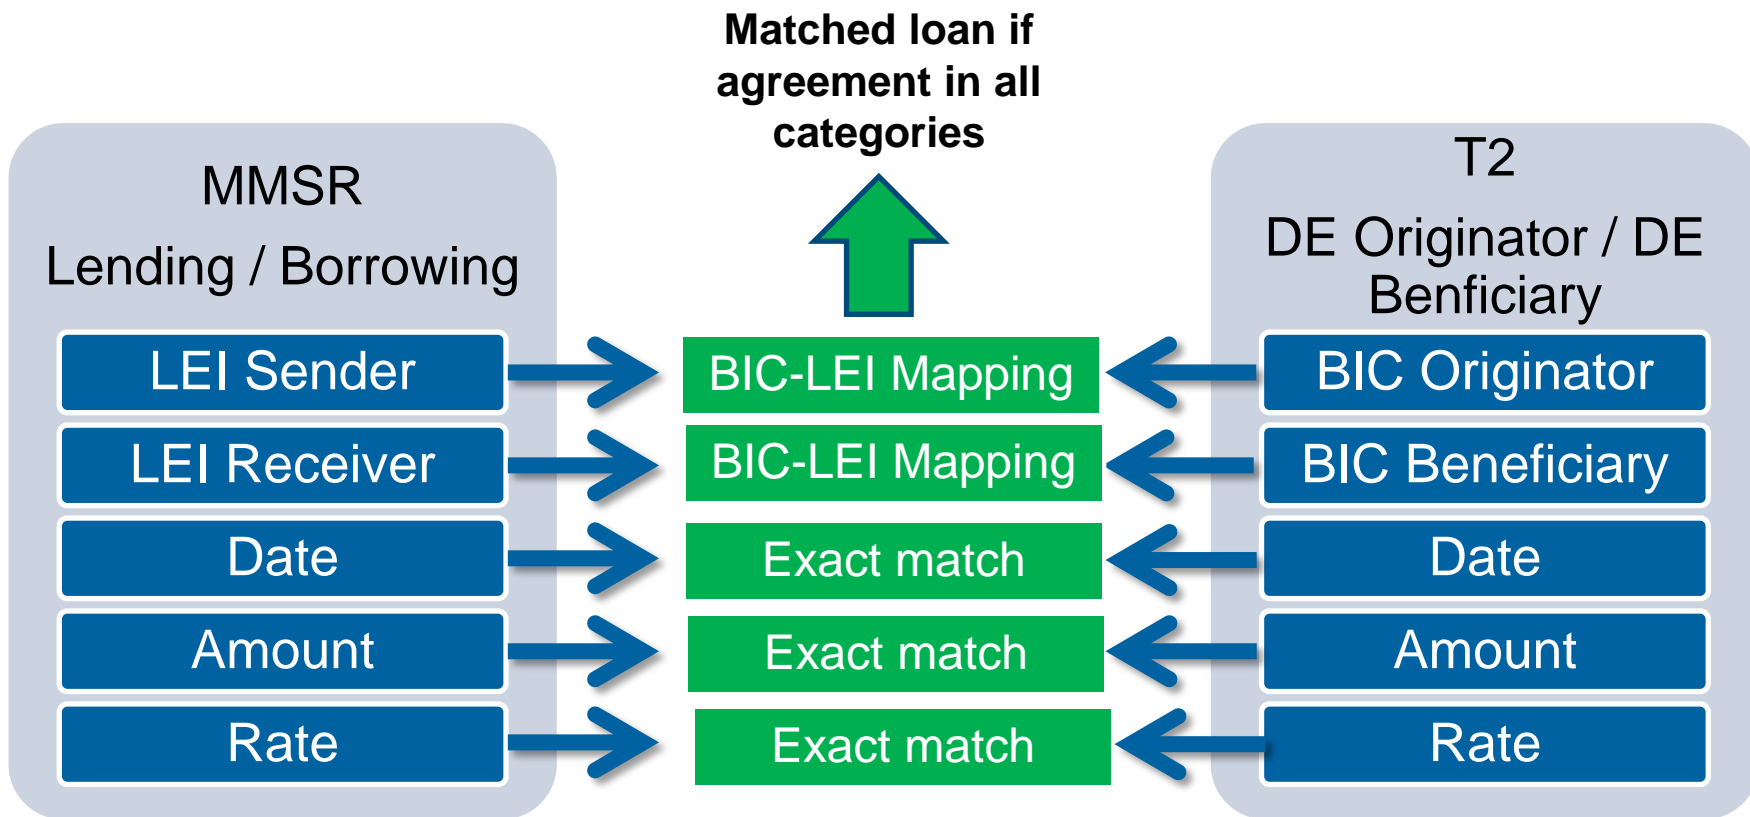 Matched loan if
agreement in all
categories
MMSR
Lending / Borrowing
LEI Sender
LEI Receiver
Date
Amount
Rate
BIC-LEI Mapping
BIC-LEI Mapping
Exact match
Exact match
Exact match
T2
DE Originator / DE
Benficiary
BIC Originator
BIC Beneficiary
Date
Amount
Rate